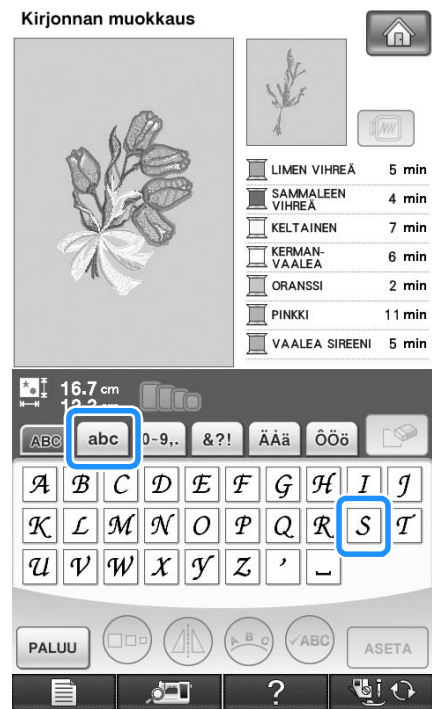 Kirjonnan muokkaus
LIMEN VIHREÄ 5 min
SAMMALEEN
VIHREÄ 4 min
KELTAINEN 7 min
KERMAN-
VAALEA 6 min
ORANSSI 2 min
PINKKI 11 min
VAALEA SIREENI 5 min
16.7 cm
ABC abc 0~9,. &?! ÄÅä ÔÖö
A B C D E F G H I J
K L M N O P Q R S T
U V W X Y Z ’ ⎵
PALUU A B C ✓ABC ASETA
? i